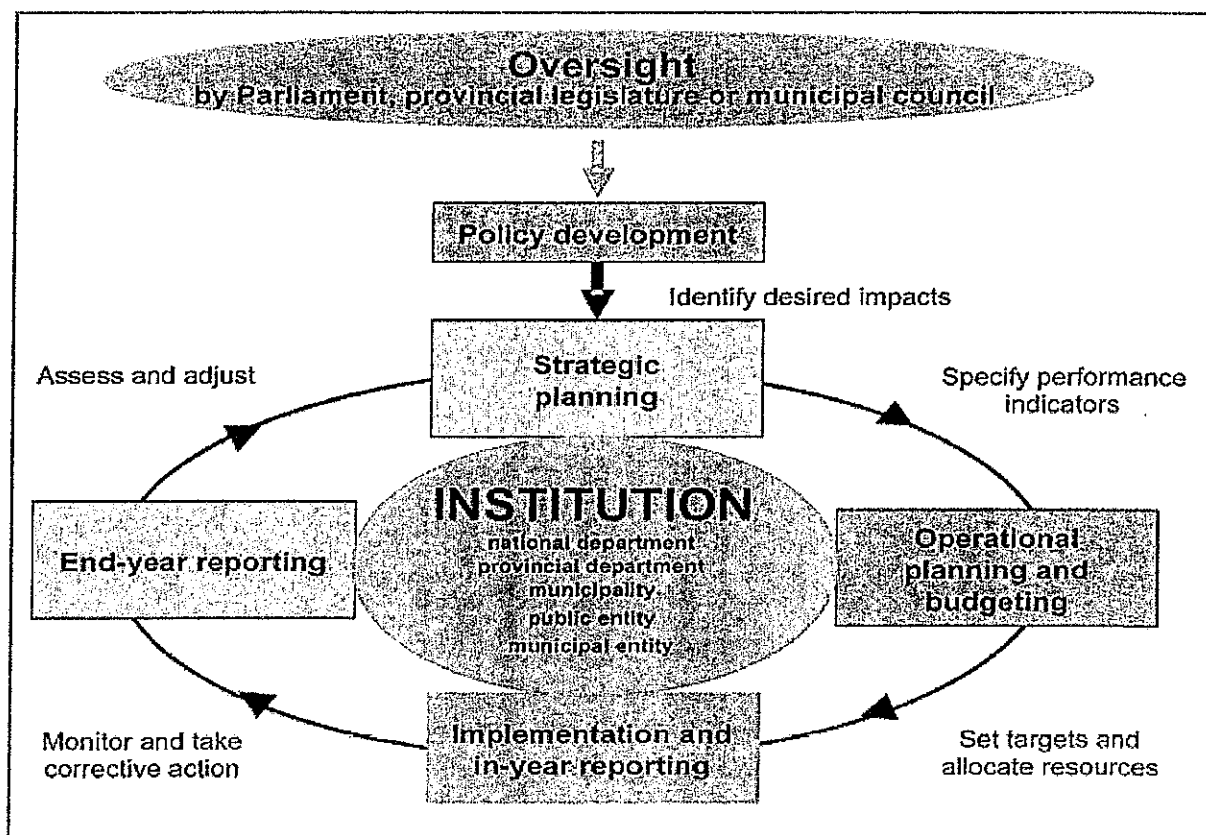 Oversight
by Parliament, provincial legislature or municipal council
Policy development
Identify desired impacts
Strategic
planning
Assess and adjust
Specify performance
indicators
INSTITUTION
national department
provincial department
municipality
public entity
municipal entity
End-year reporting
Operational
planning and
budgeting
Implementation and
in-year reporting
Monitor and take
corrective action
Set targets and
allocate resources